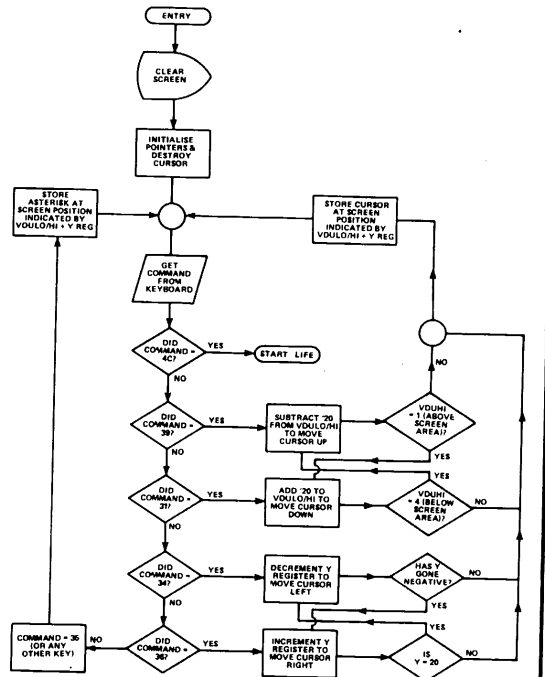 ENTRY
CLEAR
SCREEN
INITIALISE
POINTERS &
DESTROY
CURSOR
STORE
ASTERISK AT
SCREEN POSITION
INDICATED BY
VDULO/HI + Y REG
STORE CURSOR
AT SCREEN
POSITION
INDICATED BY
VDULO/HI + Y REG
GET
COMMAND
FROM
KEYBOARD
DID
COMMAND =
4C?
YES
START LIFE
NO
NO
DID
COMMAND =
39?
YES
SUBTRACT '20
FROM VDULO/HI
TO MOVE
CURSOR UP
VDUHI
= 1 (ABOVE
SCREEN
AREA)?
NO
YES
YES
DID
COMMAND =
31?
YES
ADD '20 TO
VDULO/HI TO
MOVE CURSOR
DOWN
VDUHI
= 4 (BELOW
SCREEN
AREA)?
NO
NO
DID
COMMAND =
34?
YES
DECREMENT Y
REGISTER TO
MOVE CURSOR
LEFT
HAS Y
GONE
NEGATIVE?
NO
NO
YES
YES
COMMAND = 35
(OR ANY
OTHER KEY)
NO
DID
COMMAND =
36?
YES
INCREMENT Y
REGISTER TO
MOVE CURSOR
RIGHT
IS
Y = 20
NO